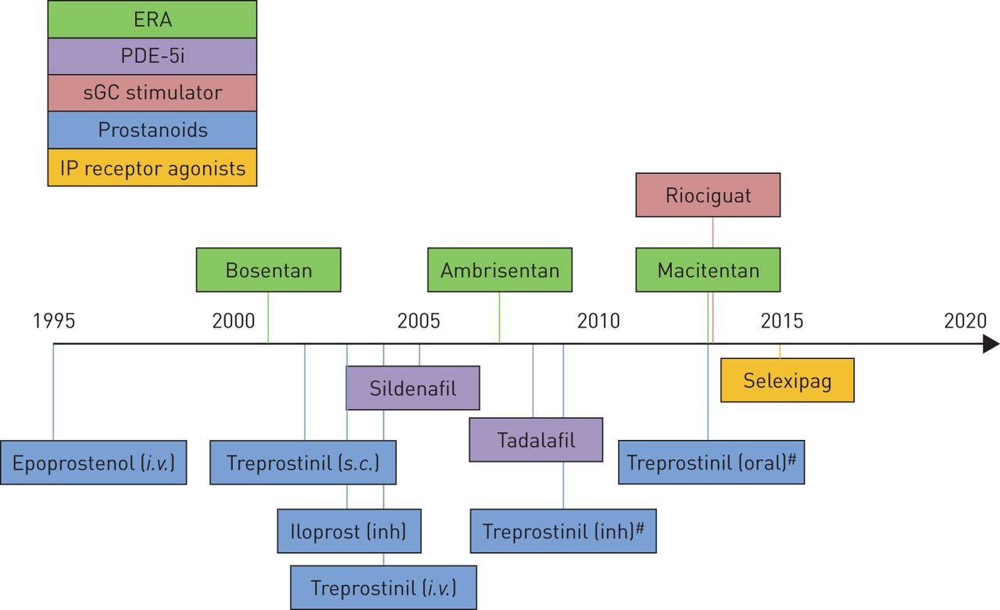 ERA
PDE-5i
sGC stimulator
Prostanoids
IP receptor agonists
Riociguat
Bosentan
Ambrisentan
Macitentan
1995
2000
2005
2010
2015
2020
Selexipag
Sildenafil
Tadalafil
Epoprostenol (i.v.)
Treprostinil (s.c.)
Treprostinil (oral)#
Iloprost (inh)
Treprostinil (inh)#
Treprostinil (i.v.)